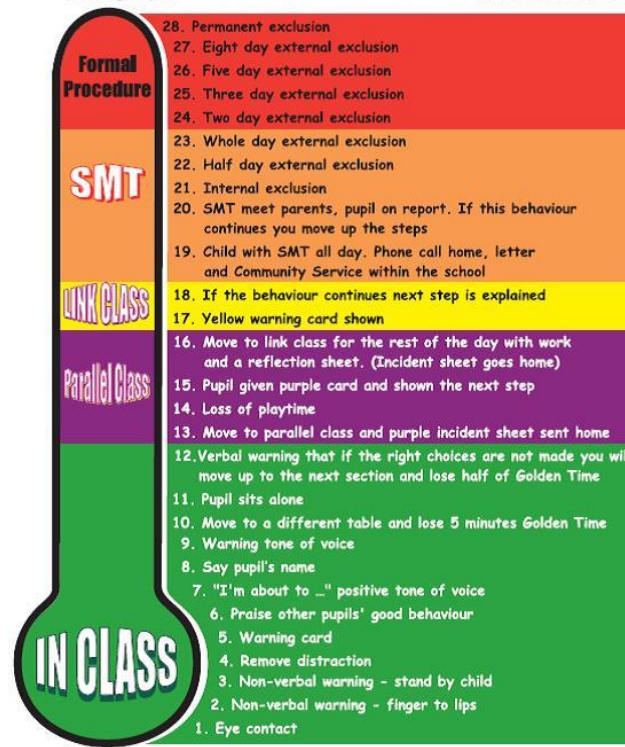 28. Permanent exclusion
27. Eight day external exclusion
26. Five day external exclusion
25. Three day external exclusion
24. Two day external exclusion
Formal
Procedure
23. Whole day external exclusion
22. Half day external exclusion
21. Internal exclusion
20. SMT meet parents, pupil on report. If this behaviour
continues you move up the steps
19. Child with SMT all day. Phone call home, letter
and Community Service within the school
SMT
18. If the behaviour continues next step is explained
17. Yellow warning card shown
LINK CLASS
16. Move to link class for the rest of the day with work
and a reflection sheet. (Incident sheet goes home)
15. Pupil given purple card and shown the next step
14. Loss of playtime
13. Move to parallel class and purple incident sheet sent home
Parallel Class
12.Verbal warning that if the right choices are not made you wil
move up to the next section and lose half of Golden Time
11. Pupil sits alone
10. Move to a different table and lose 5 minutes Golden Time
9. Warning tone of voice
8. Say pupil's name
7. "I'm about to ..." positive tone of voice
6. Praise other pupils' good behaviour
5. Warning card
4. Remove distraction
3. Non-verbal warning - stand by child
2. Non-verbal warning - finger to lips
1. Eye contact
IN CLASS